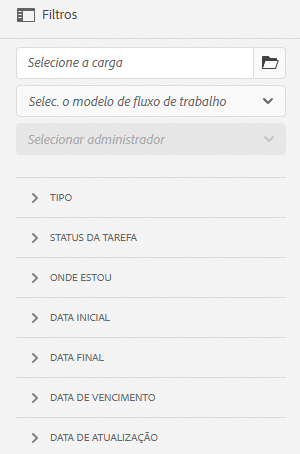 Filtros
Selecione a carga
Selec. o modelo de fluxo de trabalho
Selecionar administrador
TIPO
STATUS DA TAREFA
ONDE ESTOU
DATA INICIAL
DATA FINAL
DATA DE VENCIMENTO
DATA DE ATUALIZAÇÃO